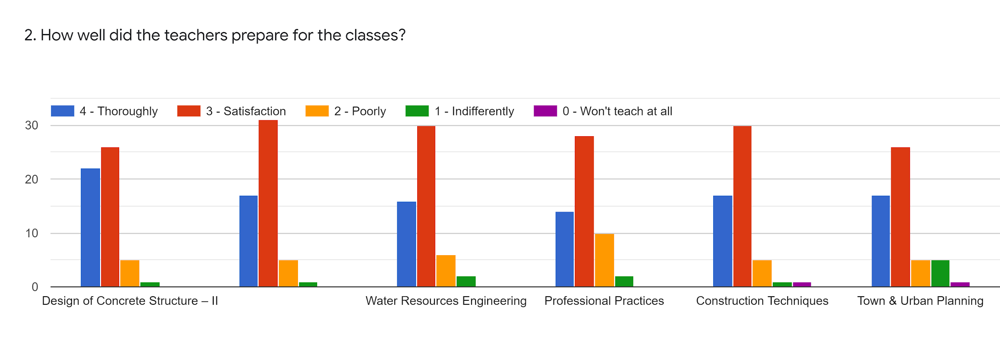 2. How well did the teachers prepare for the classes?
4 - Thoroughly 3 - Satisfaction 2 - Poorly 1 - Indifferently 0 - Won't teach at all
30
20
10
0
Design of Concrete Structure – II Water Resources Engineering Professional Practices Construction Techniques Town & Urban Planning